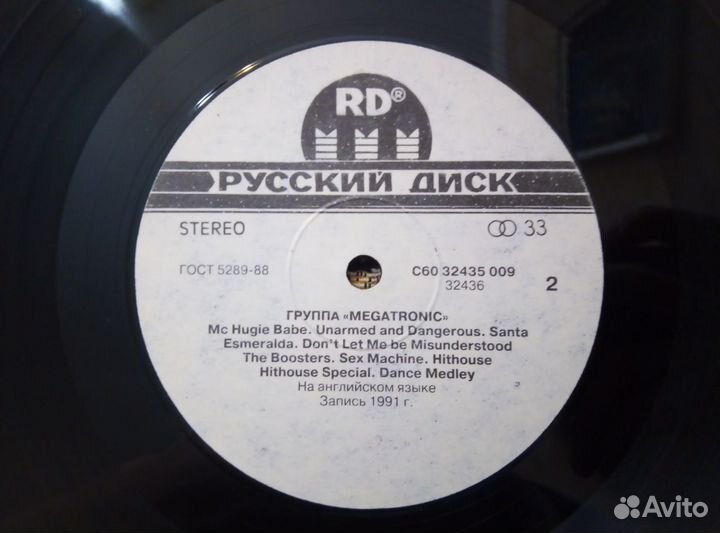 RD®
РУССКИЙ ДИСК
STEREO 33
ГОСТ 5289-88 С60 32435 009
32436 2
ГРУППА «MEGATRONIC»
Mc Hugie Babe. Unarmed and Dangerous. Santa
Esmeralda. Don't Let Me be Misunderstood
The Boosters. Sex Machine. Hithouse
Hithouse Special. Dance Medley
На английском языке
Запись 1991 г.
Avito